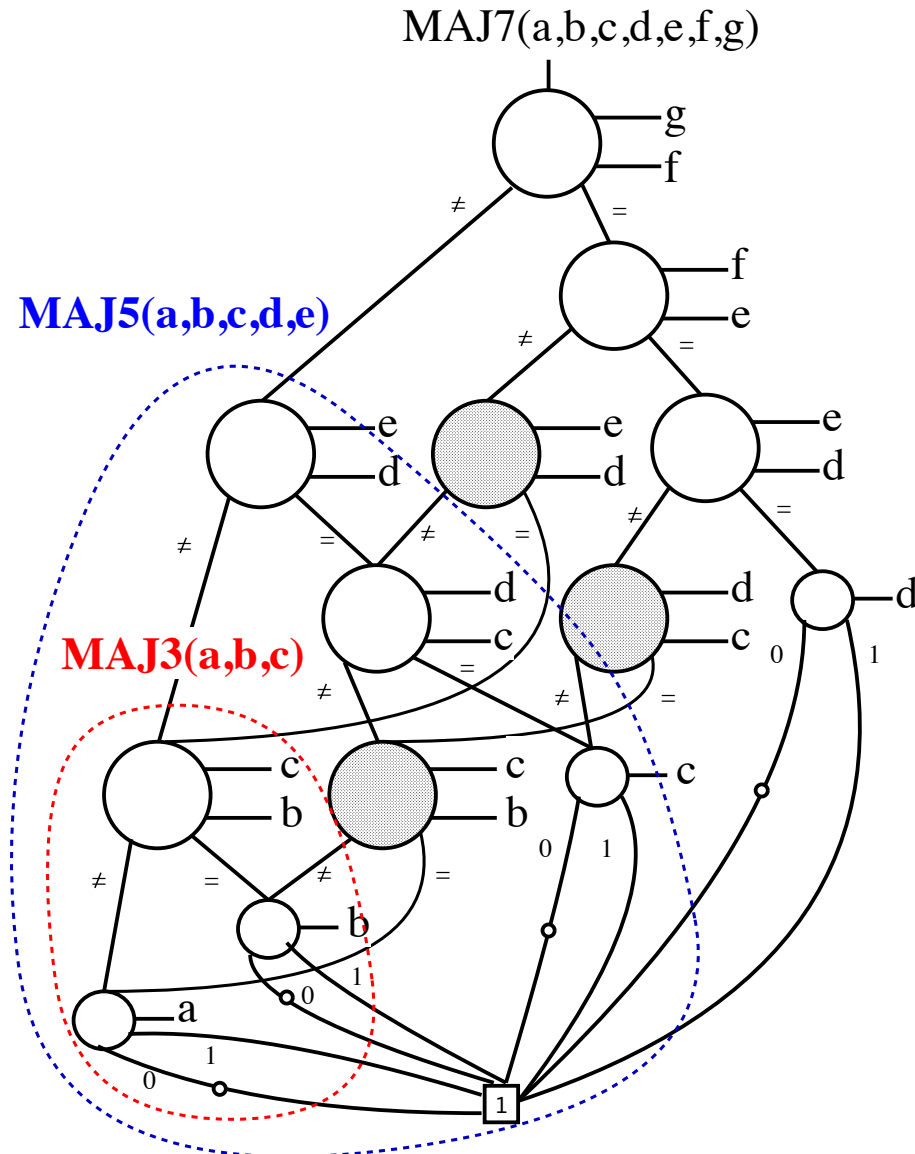 MAJ7(a,b,c,d,e,f,g)
g
f
≠
=
f
e
MAJ5(a,b,c,d,e)
≠
=
e
d
e
d
e
d
≠
=
≠
=
≠
=
d
c
d
c
d
MAJ3(a,b,c)
≠
=
≠
=
0
1
c
b
c
b
c
≠
=
≠
=
0
1
b
1
0
a
1
0
1